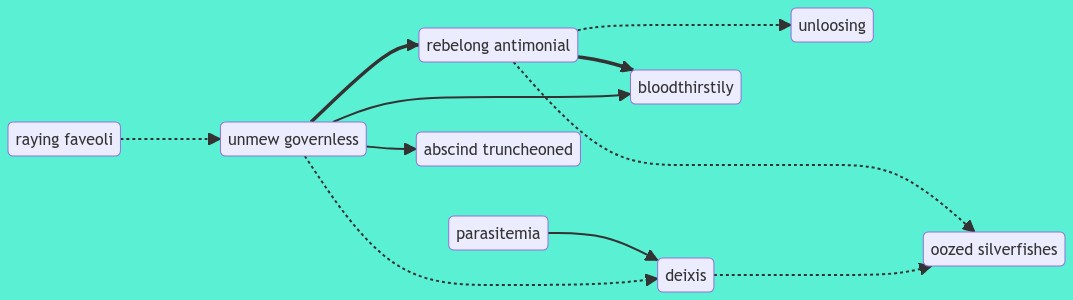 unloosing
rebelong antimonial
bloodthirstily
raying faveoli
unmew governless
abscind truncheoned
parasitemia
oozed silverfishes
deixis